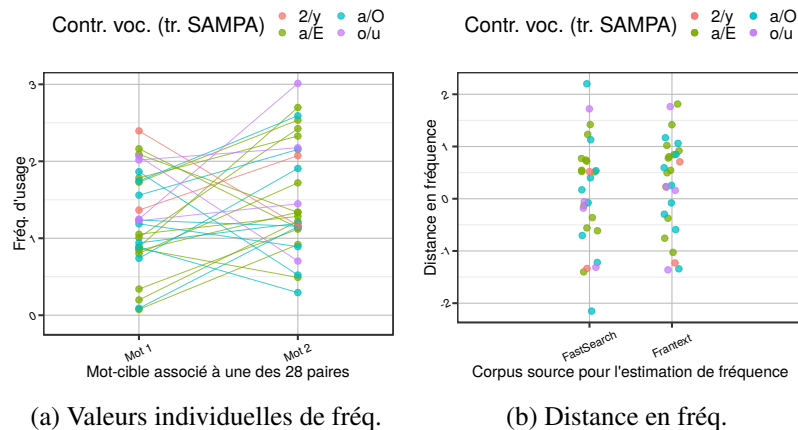 Contr. voc. (tr. SAMPA) 2/y a/O
a/E o/u
3
2
1
0
Fréq. d'usage
Mot 1 Mot 2
Mot-cible associé à une des 28 paires
(a) Valeurs individuelles de fréq.
Contr. voc. (tr. SAMPA) 2/y a/O
a/E o/u
2
1
0
-1
-2
Distance en fréquence
FastSearch Frantext
Corpus source pour l'estimation de fréquence
(b) Distance en fréq.